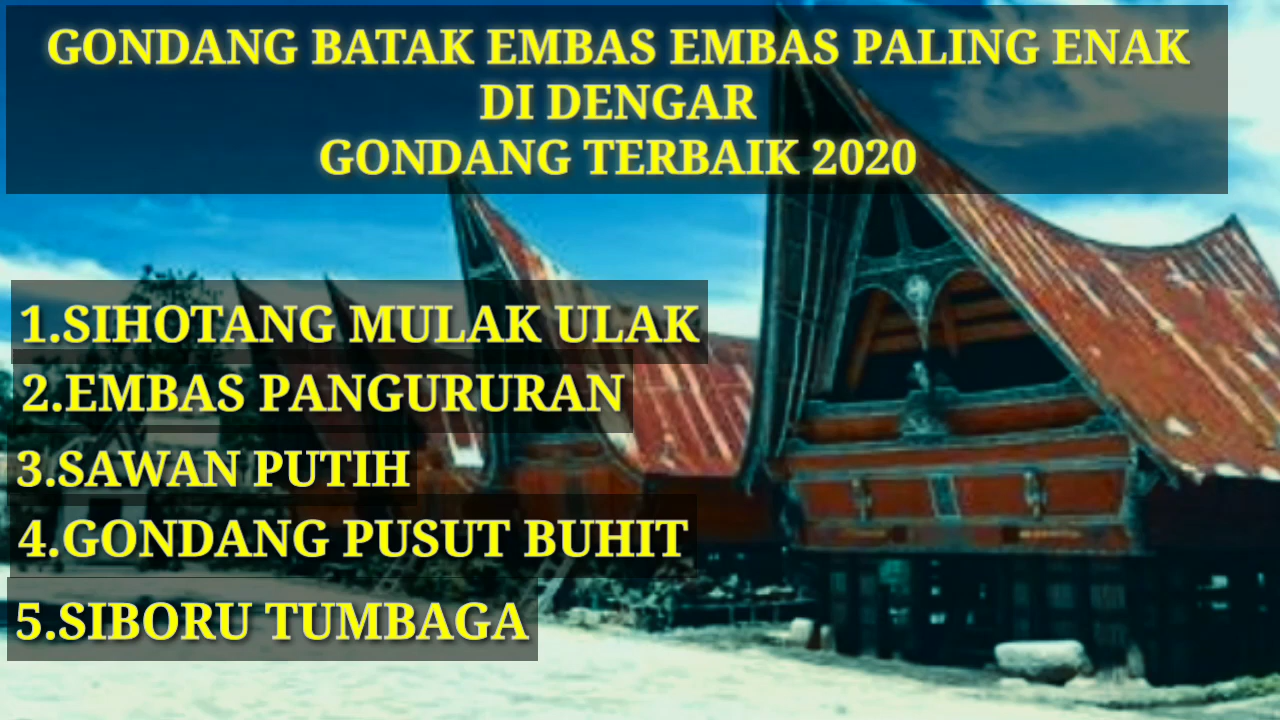 GONDANG BATAK EMBAS EMBAS PALING ENAK
DI DENGAR
GONDANG TERBAIK 2020
1.SIHOTANG MULAK ULAK
2.EMBAS PANGURURAN
3.SAWAN PUTIH
4.GONDANG PUSUT BUHIT
5.SIBORU TUMBAGA